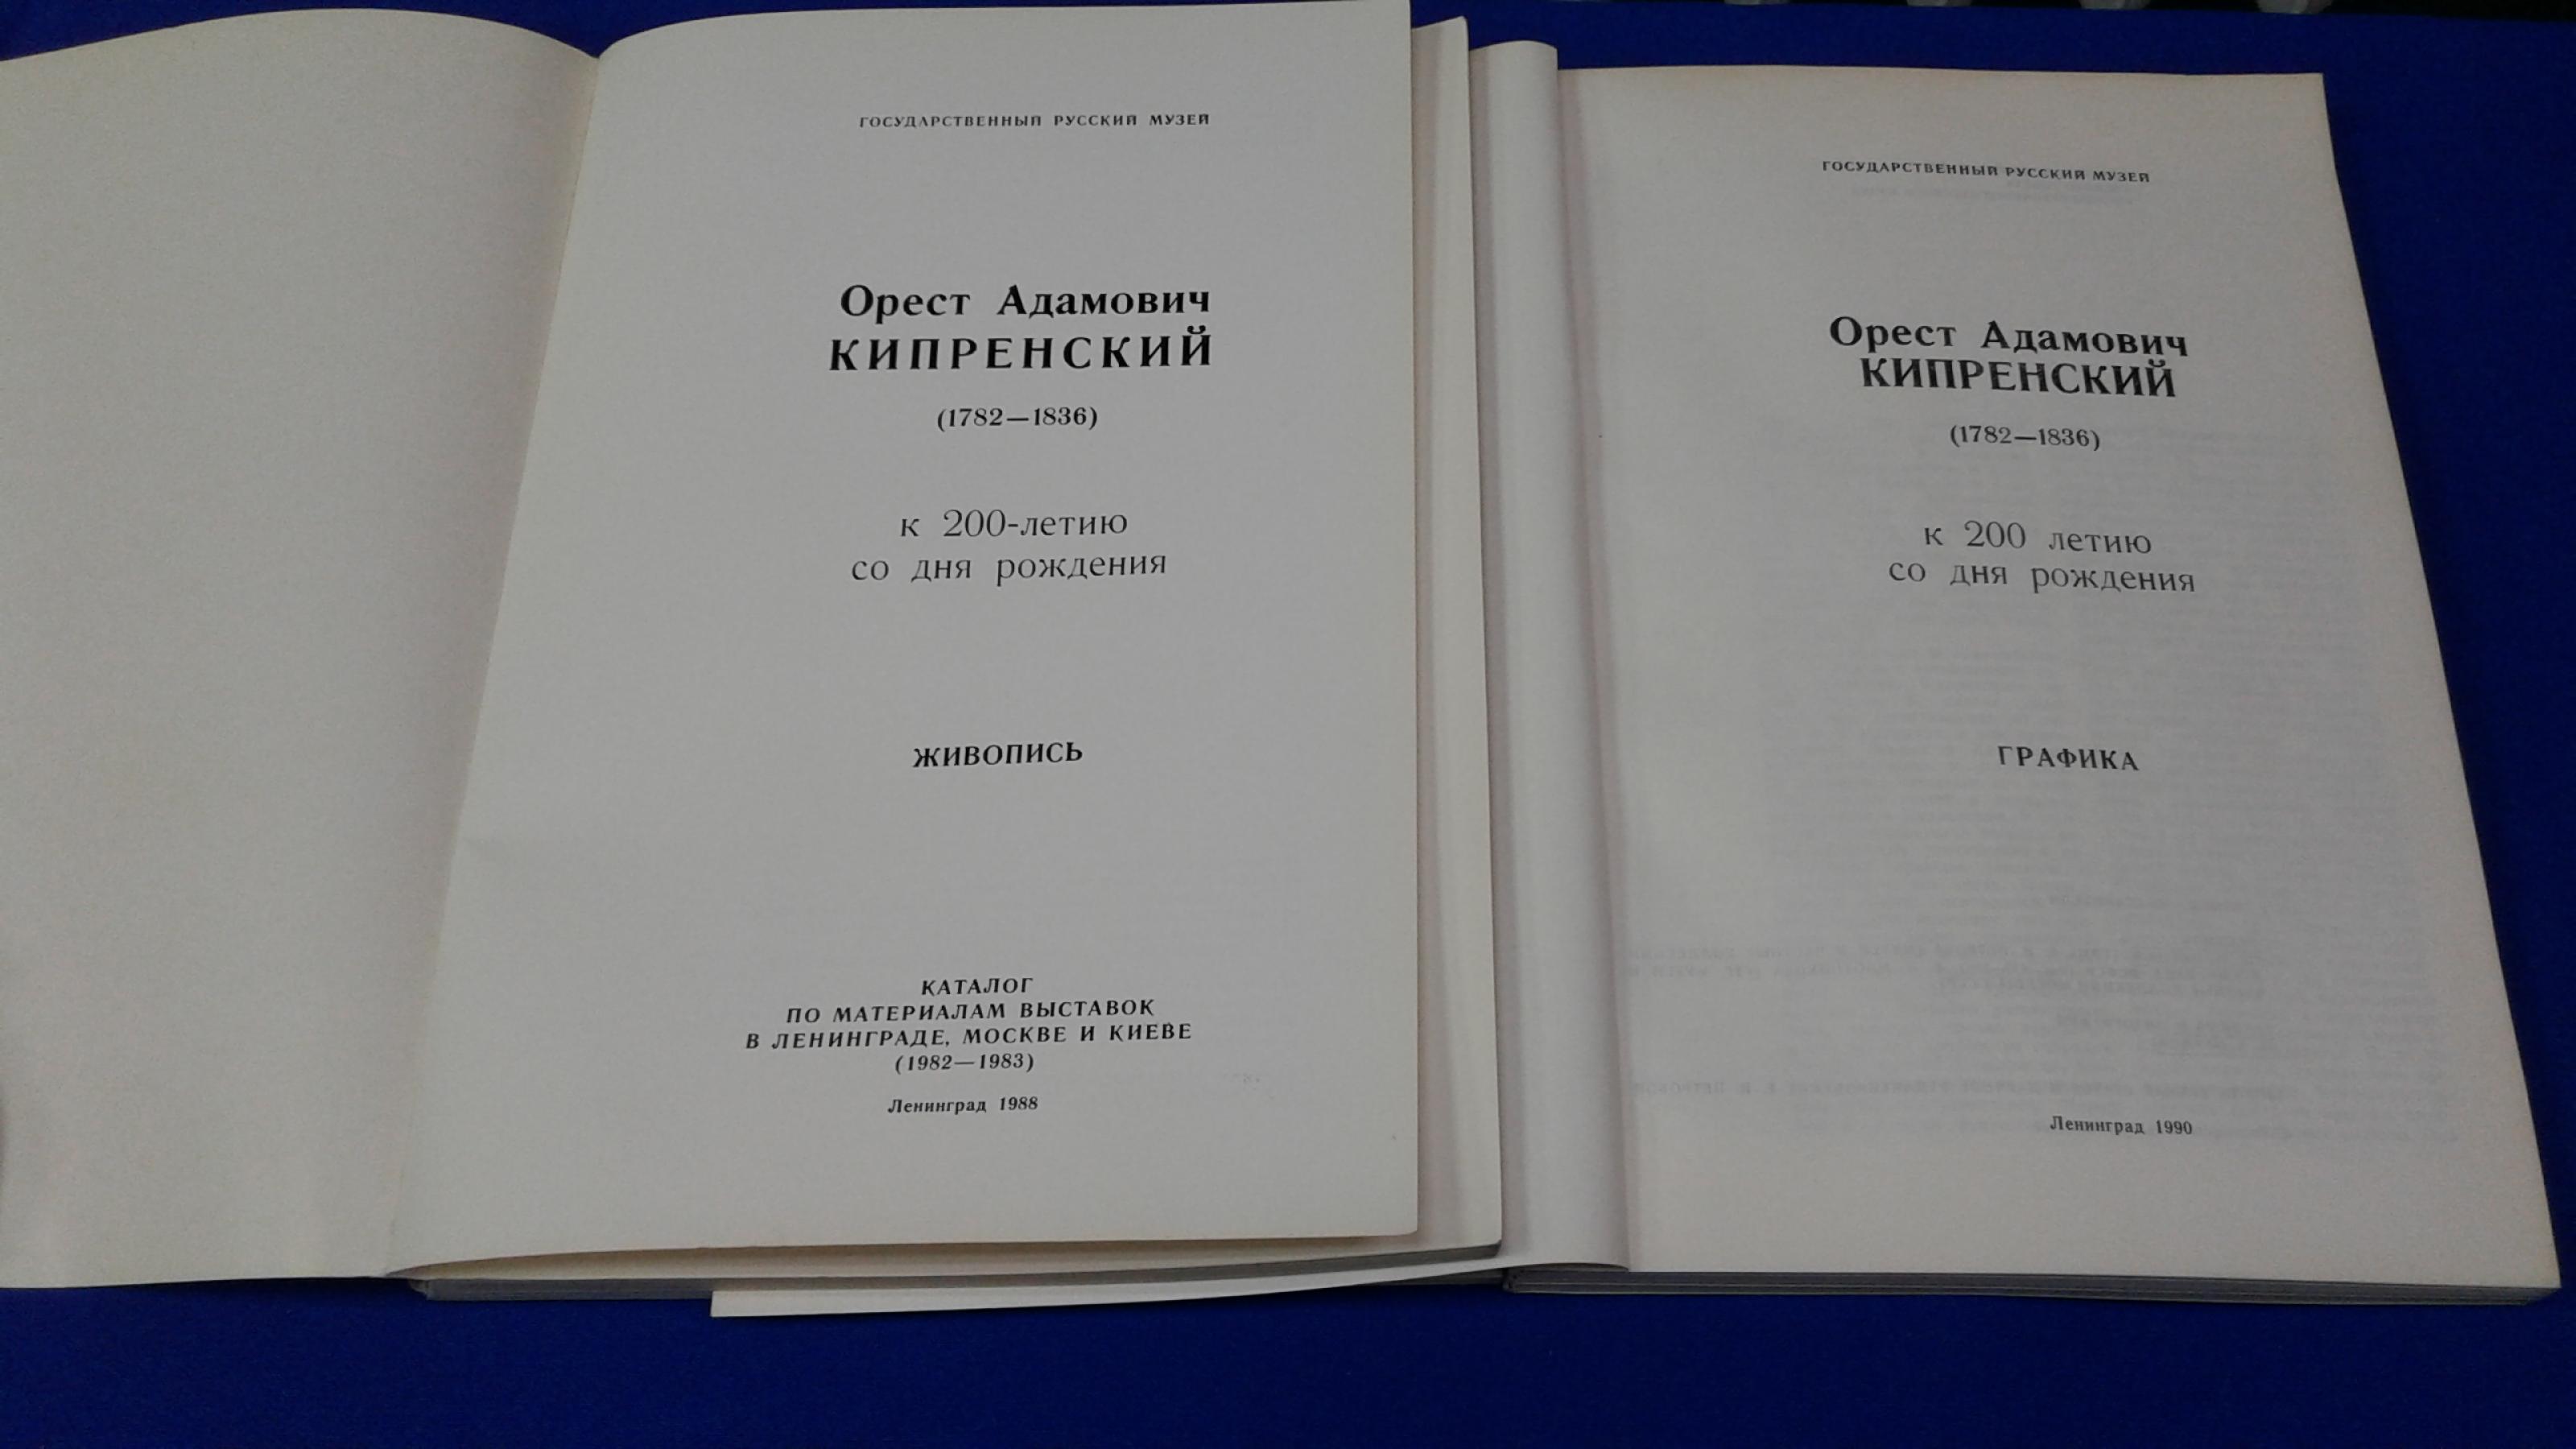 ГОСУДАРСТВЕННЫЙ РУССКИЙ МУЗЕЙ
Орест Адамович
КИПРЕНСКИЙ
(1782—1836)
к 200-летию
со дня рождения
ЖИВОПИСЬ
КАТАЛОГ
ПО МАТЕРИАЛАМ ВЫСТАВОК
В ЛЕНИНГРАДЕ, МОСКВЕ И КИЕВЕ
(1982—1983)
Ленинград 1988
ГОСУДАРСТВЕННЫЙ РУССКИЙ МУЗЕЙ
Орест Адамович
КИПРЕНСКИЙ
(1782—1836)
к 200 летию
со дня рождения
ГРАФИКА
Ленинград 1990